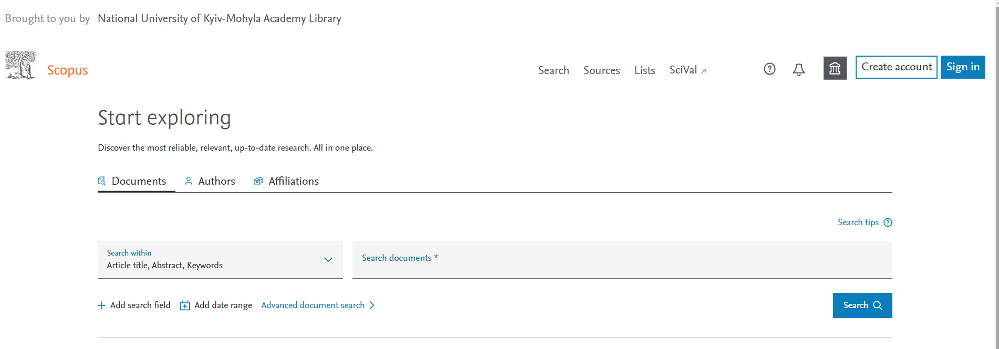 Brought to you by National University of Kyiv-Mohyla Academy Library
Scopus
Search Sources Lists SciVal Create account Sign in
Start exploring
Discover the most reliable, relevant, up-to-date research. All in one place.
Documents Authors Affiliations
Search tips
Search within
Article title, Abstract, Keywords
Search documents *
Add search field Add date range Advanced document search Search